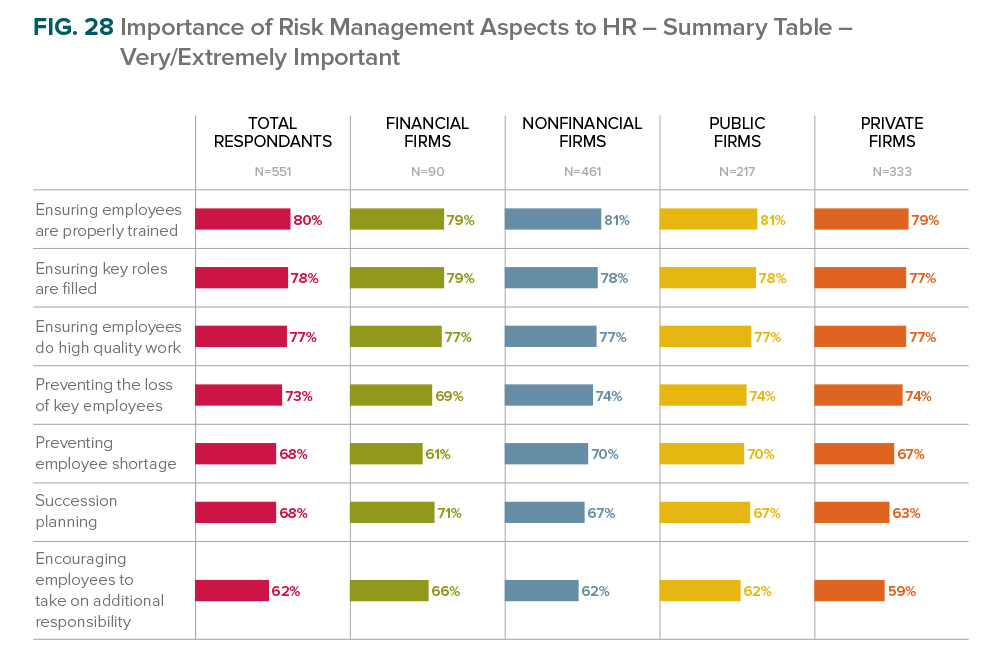 FIG. 28 Importance of Risk Management Aspects to HR – Summary Table –
Very/Extremely Important
TOTAL
RESPONDANTS
N=551
FINANCIAL
FIRMS
N=90
NONFINANCIAL
FIRMS
N=461
PUBLIC
FIRMS
N=217
PRIVATE
FIRMS
N=333
Ensuring employees
are properly trained
80%
79%
81%
81%
79%
Ensuring key roles
are filled
78%
79%
78%
78%
77%
Ensuring employees
do high quality work
77%
77%
77%
77%
77%
Preventing the loss
of key employees
73%
69%
74%
74%
74%
Preventing
employee shortage
68%
61%
70%
70%
67%
Succession
planning
68%
71%
67%
67%
63%
Encouraging
employees to
take on additional
responsibility
62%
66%
62%
62%
59%